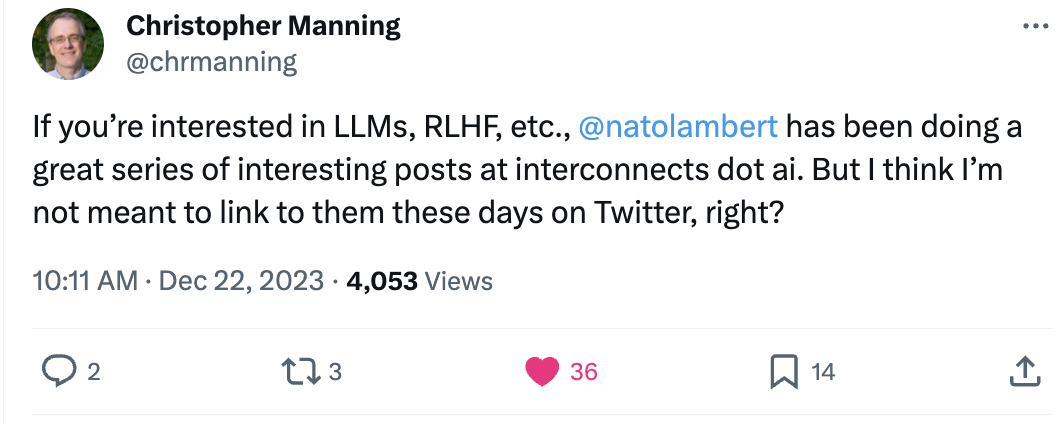 Christopher Manning
@chrmanning
If you’re interested in LLMs, RLHF, etc., @natolambert has been doing a
great series of interesting posts at interconnects dot ai. But I think I’m
not meant to link to them these days on Twitter, right?
10:11 AM · Dec 22, 2023 · 4,053 Views
2 3 36 14